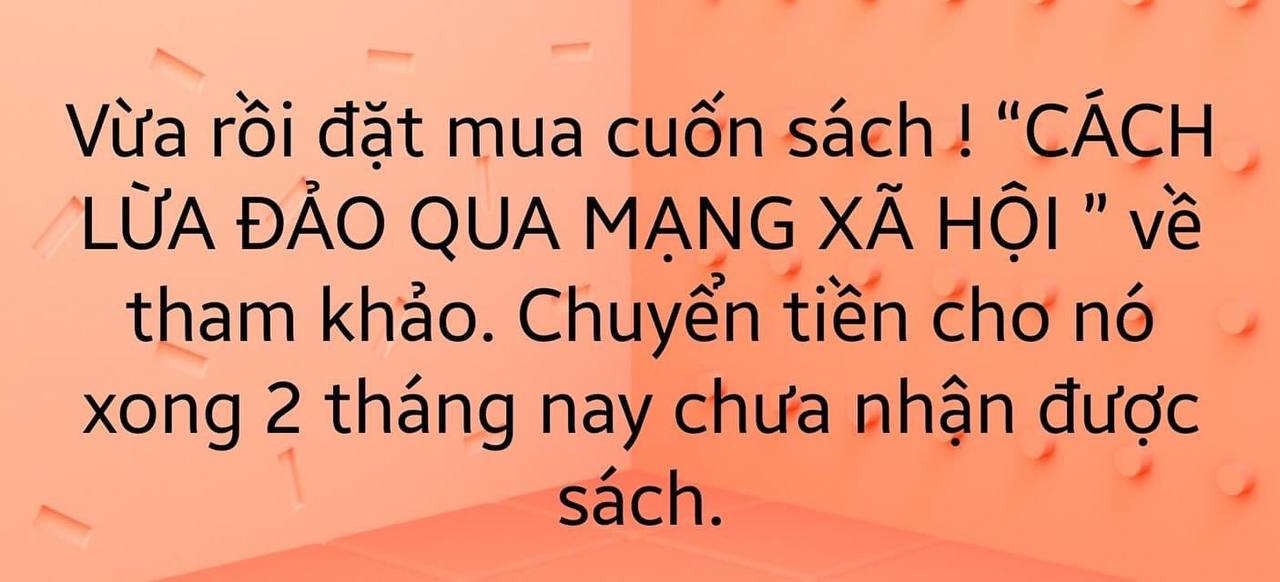 Vừa rồi đặt mua cuốn sách ! “CÁCH
LỪA ĐẢO QUA MẠNG XÃ HỘI ” về
tham khảo. Chuyển tiền cho nó
xong 2 tháng nay chưa nhận được
sách.